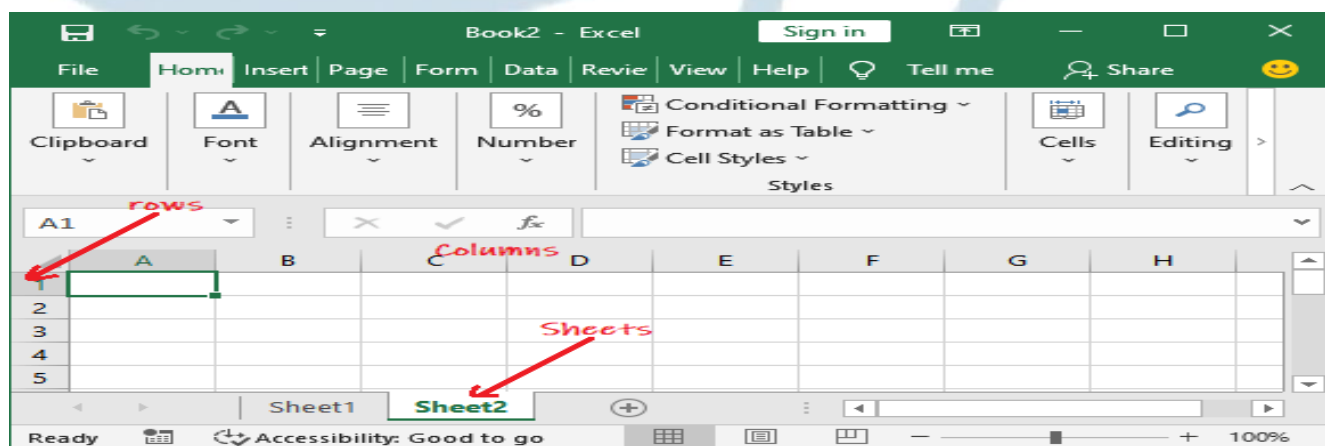 Book2 - Excel Sign in
File Hom Insert Page Form Data Revie View Help Tell me Share
Clipboard Font Alignment % Number Conditional Formatting Format as Table Cell Styles Styles Cells Editing
rows
A1 fx
Columns
A B C D E F G H
1
2
3
Sheets
4
5
Sheet1 Sheet2
Ready Accessibility: Good to go 100%